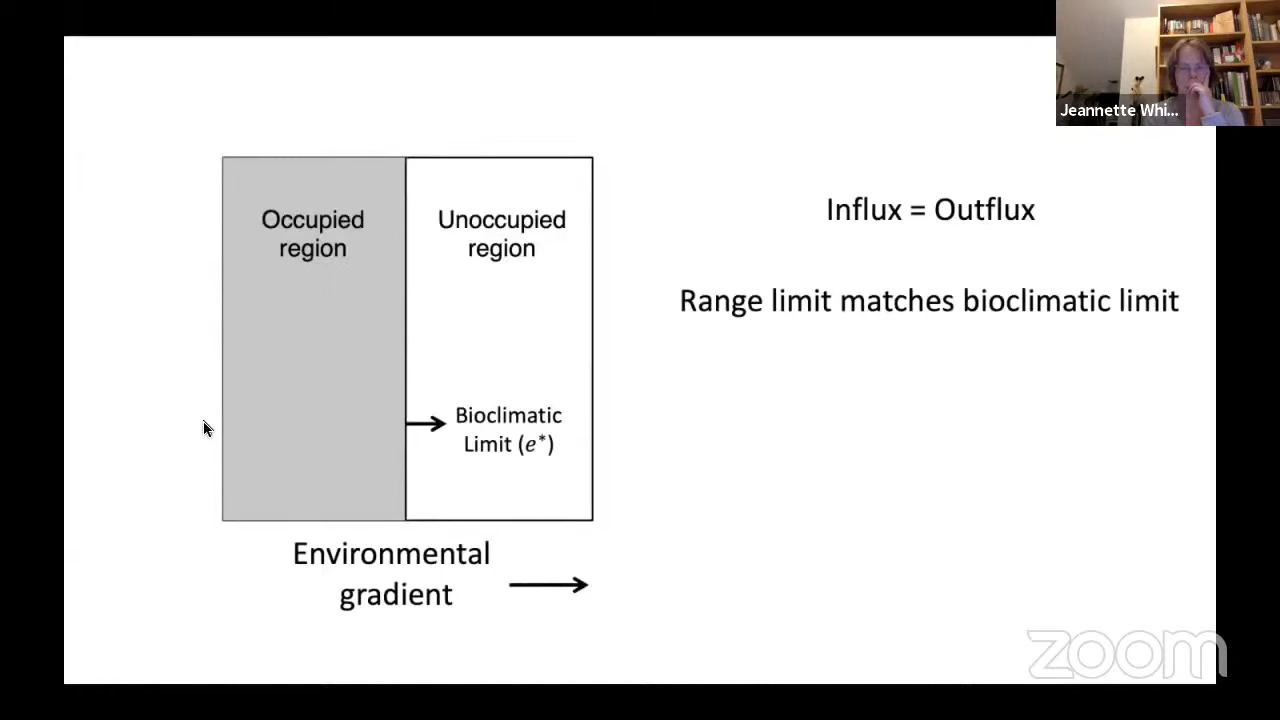 Jeannette Whi...
Occupied
region
Unoccupied
region
Influx = Outflux
Range limit matches bioclimatic limit
Bioclimatic
Limit (e*)
Environmental
gradient
zoom